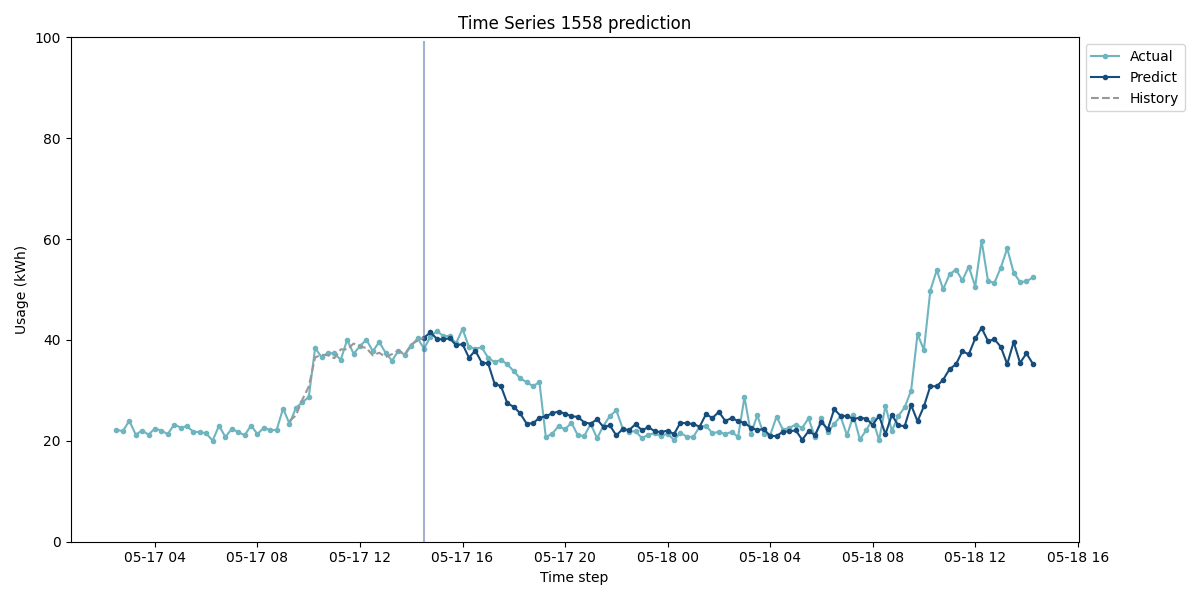 Time Series 1558 prediction
100
80
60
40
20
0
Usage (kWh)
05-17 04
05-17 08
05-17 12
05-17 16
05-17 20
05-18 00
05-18 04
05-18 08
05-18 12
05-18 16
Time step
Actual
Predict
History